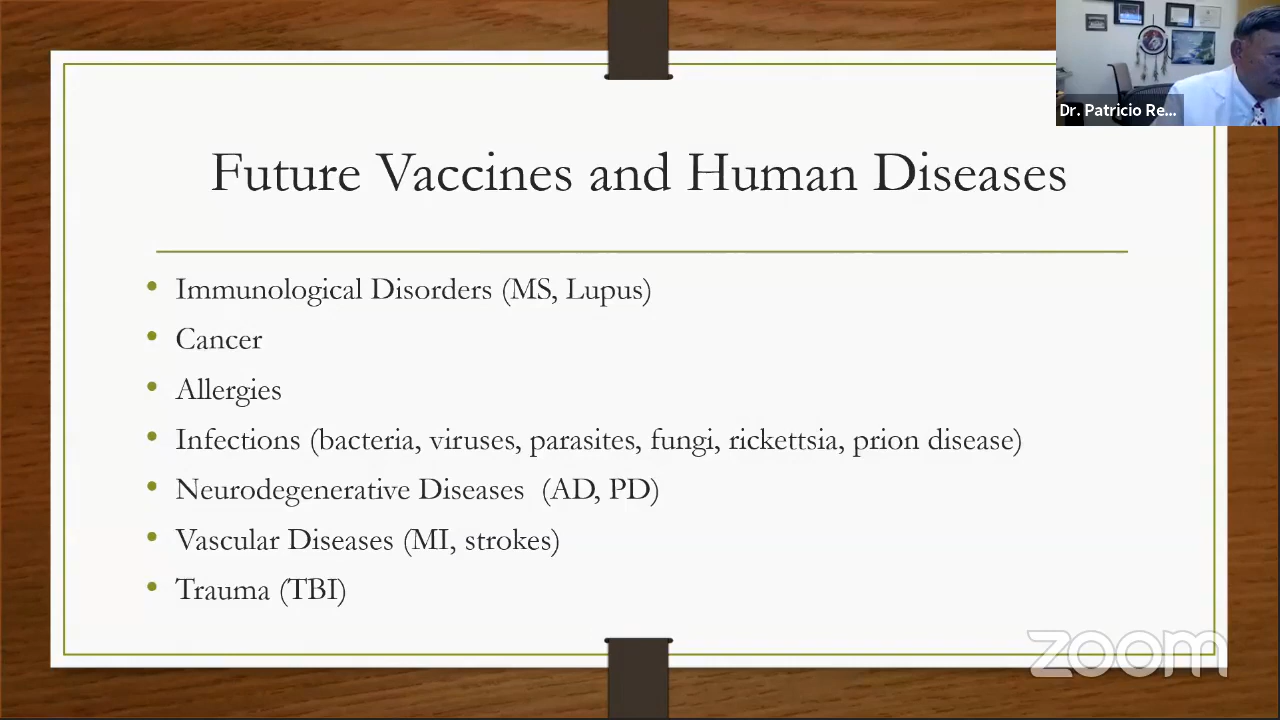 Dr. Patricio Re...
Future Vaccines and Human Diseases
• Immunological Disorders (MS, Lupus)
• Cancer
• Allergies
• Infections (bacteria, viruses, parasites, fungi, rickettsia, prion disease)
• Neurodegenerative Diseases (AD, PD)
• Vascular Diseases (MI, strokes)
• Trauma (TBI)
zoom